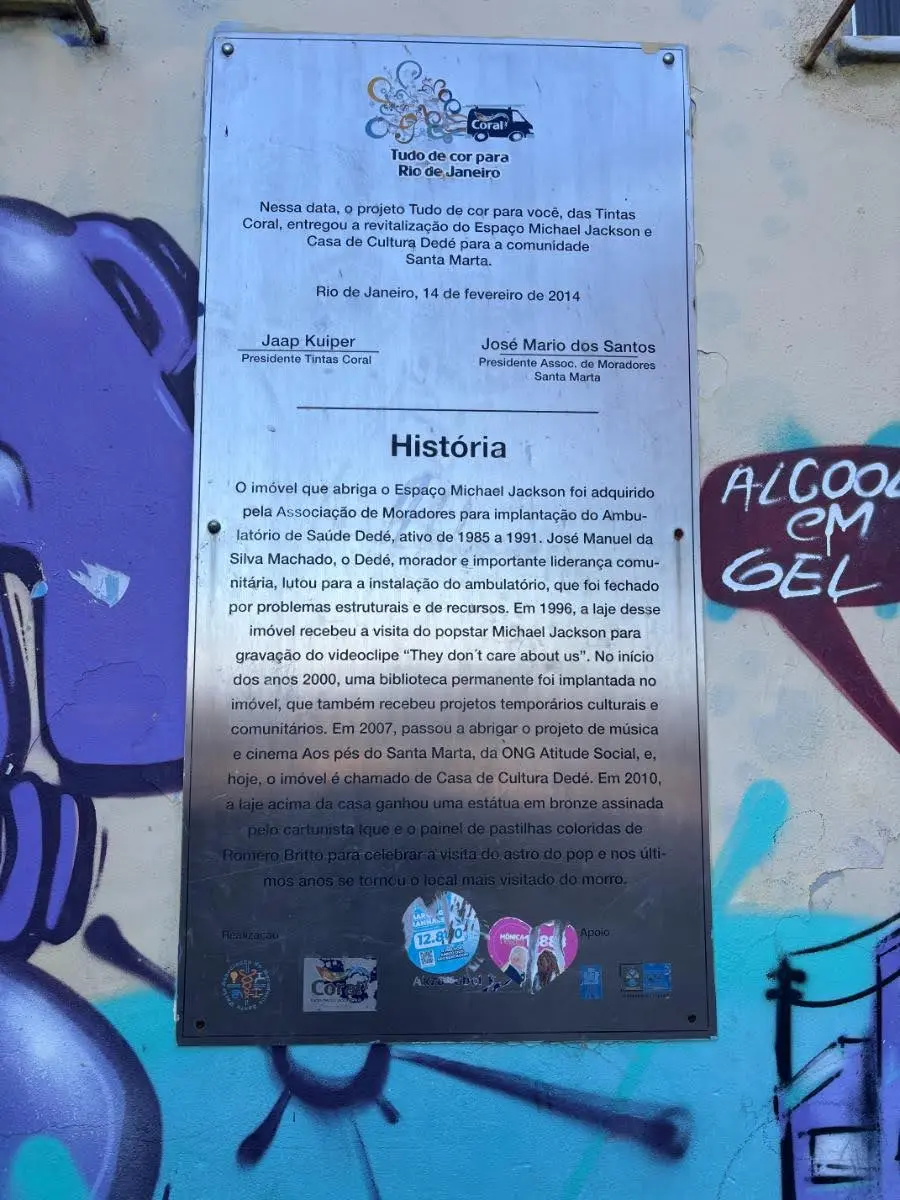 Coral
Tudo de cor para
Rio de Janeiro
Nessa data, o projeto Tudo de cor para você, das Tintas
Coral, entregou a revitalização do Espaço Michael Jackson e
Casa de Cultura Dedé para a comunidade
Santa Marta.
Rio de Janeiro, 14 de fevereiro de 2014
Jaap Kuiper
Presidente Tintas Coral
José Mario dos Santos
Presidente Assoc. de Moradores
Santa Marta
História
O imóvel que abriga o Espaço Michael Jackson foi adquirido
pela Associação de Moradores para implantação do Ambu-
latório de Saúde Dedé, ativo de 1985 a 1991. José Manuel da
Silva Machado, o Dedé, morador e importante liderança comu-
nitária, lutou para a instalação do ambulatório, que foi fechado
por problemas estruturais e de recursos. Em 1996, a laje desse
imóvel recebeu a visita do popstar Michael Jackson para
gravação do videoclipe “They don´t care about us”. No início
dos anos 2000, uma biblioteca permanente foi implantada no
imóvel, que também recebeu projetos temporários culturais e
comunitários. Em 2007, passou a abrigar o projeto de música
e cinema Aos pés do Santa Marta, da ONG Atitude Social, e,
hoje, o imóvel é chamado de Casa de Cultura Dedé. Em 2010,
a laje acima da casa ganhou uma estátua em bronze assinada
pelo cartunista Ique e o painel de pastilhas coloridas de
Romero Britto para celebrar a visita do astro do pop e nos últi-
mos anos se tornou o local mais visitado do morro.
Realização
Apoio
MÔNICA
Coral
ALCOOL
eM
GEL